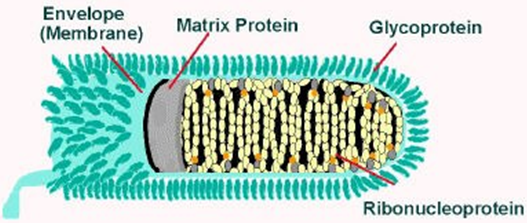 Envelope
(Membrane)
Matrix Protein
Glycoprotein
Ribonucleoprotein